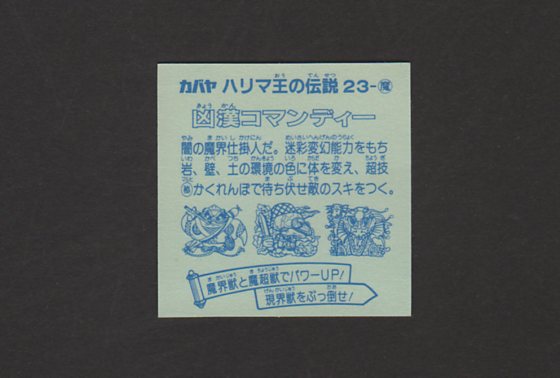 カバヤ ハリマ王の伝説 23-魔
凶漢コマンディー
闇の魔界仕掛人だ。迷彩変幻能力をもち
岩、壁、土の環境の色に体を変え、超技
かくれんぼで待ち伏せ敵のスキをつく。
魔界獣と魔超獣でパワーUP!
現界獣をぶっ倒せ!